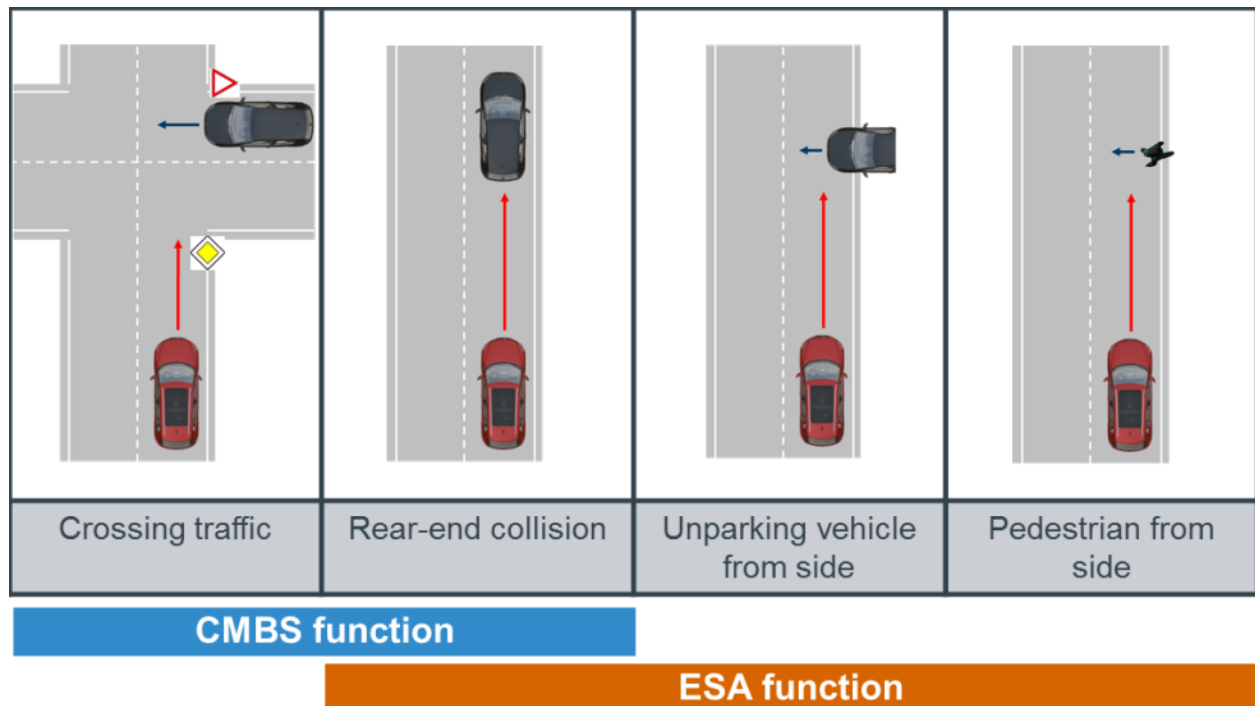 Crossing traffic
Rear-end collision
Unparking vehicle
from side
Pedestrian from
side
CMBS function
ESA function